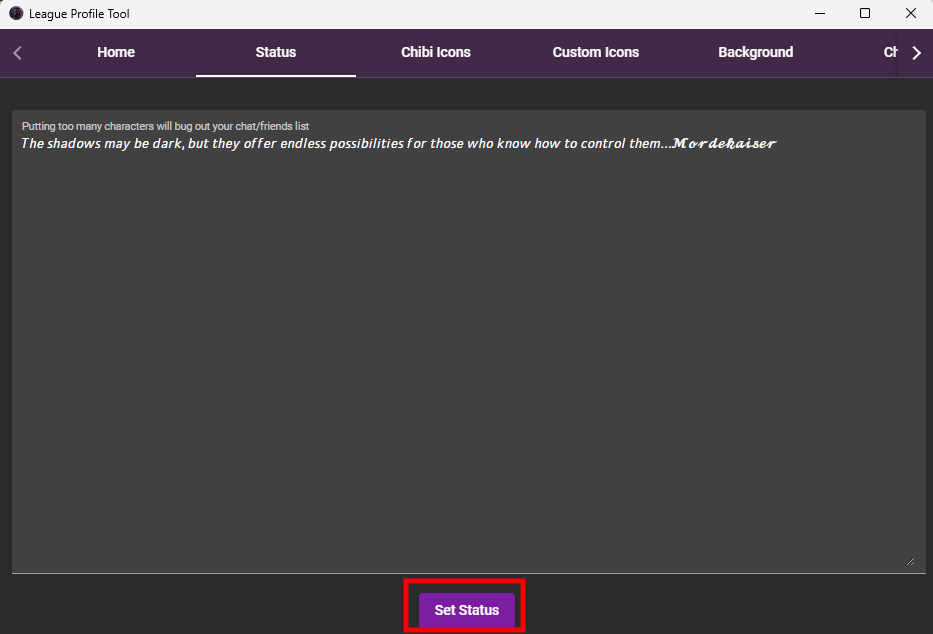 League Profile Tool
Home Status Chibi Icons Custom Icons Background
Putting too many characters will bug out your chat/friends list
The shadows may be dark, but they offer endless possibilities for those who know how to control them...Mordekaiser
Set Status